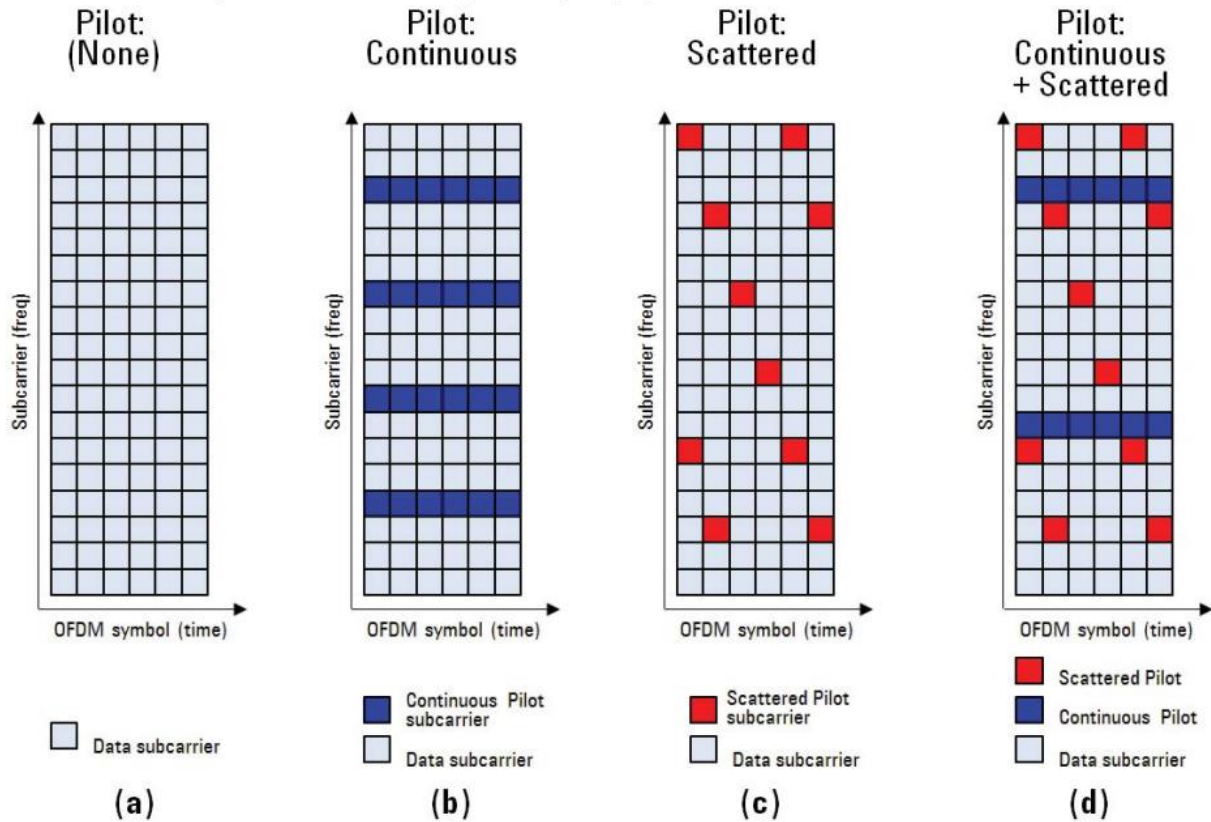 Pilot:
(None)
Subcarrier (freq)
OFDM symbol (time)
Data subcarrier
(a)
Pilot:
Continuous
Subcarrier (freq)
OFDM symbol (time)
Continuous Pilot
subcarrier
Data subcarrier
(b)
Pilot:
Scattered
Subcarrier (freq)
OFDM symbol (time)
Scattered Pilot
subcarrier
Data subcarrier
(c)
Pilot:
Continuous
+ Scattered
Subcarrier (freq)
OFDM symbol (time)
Scattered Pilot
Continuous Pilot
Data subcarrier
(d)